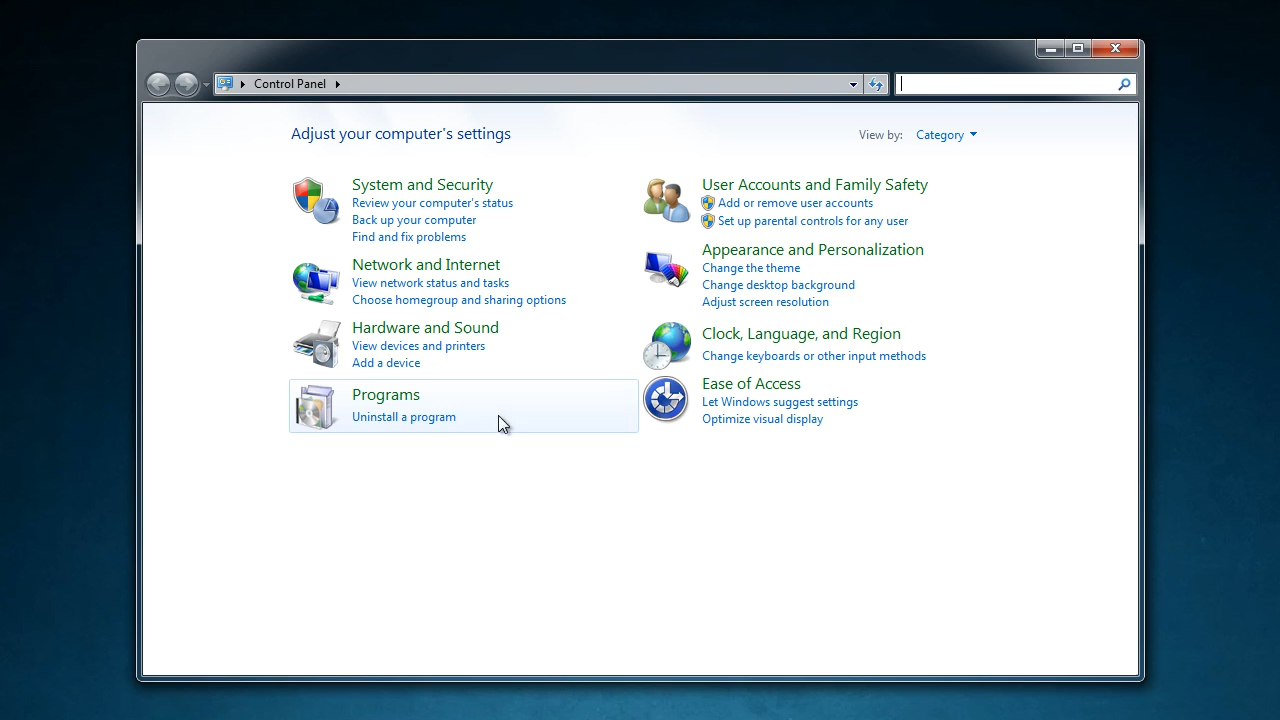 Control Panel
Adjust your computer's settings
View by: Category
System and Security
Review your computer's status
Back up your computer
Find and fix problems
Network and Internet
View network status and tasks
Choose homegroup and sharing options
Hardware and Sound
View devices and printers
Add a device
Programs
Uninstall a program
User Accounts and Family Safety
Add or remove user accounts
Set up parental controls for any user
Appearance and Personalization
Change the theme
Change desktop background
Adjust screen resolution
Clock, Language, and Region
Change keyboards or other input methods
Ease of Access
Let Windows suggest settings
Optimize visual display